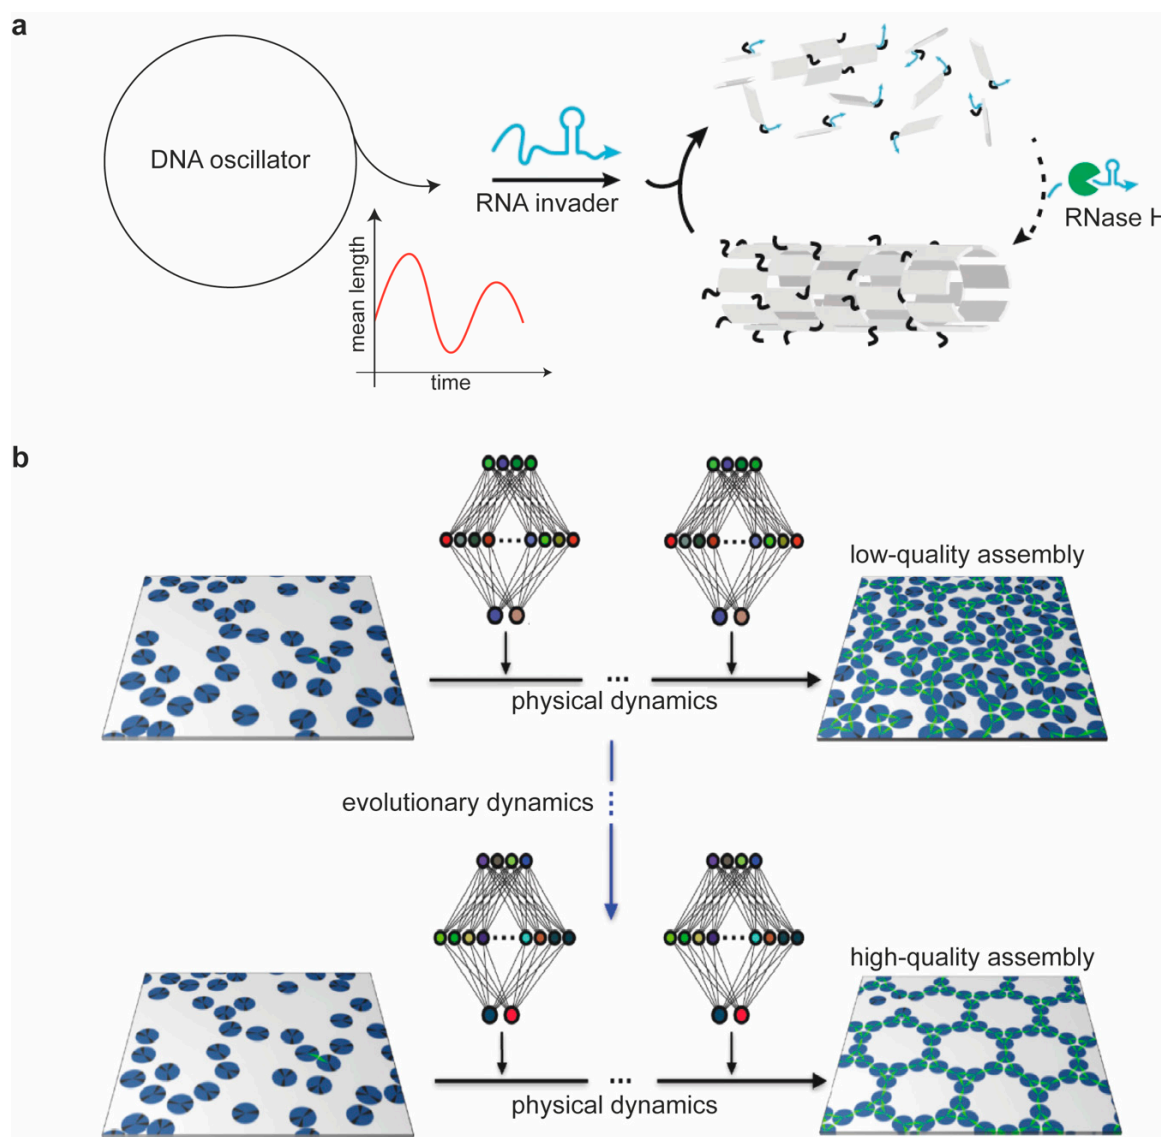 a
DNA oscillator
RNA invader
RNase H
mean length
time
b
low-quality assembly
physical dynamics
evolutionary dynamics
high-quality assembly
physical dynamics